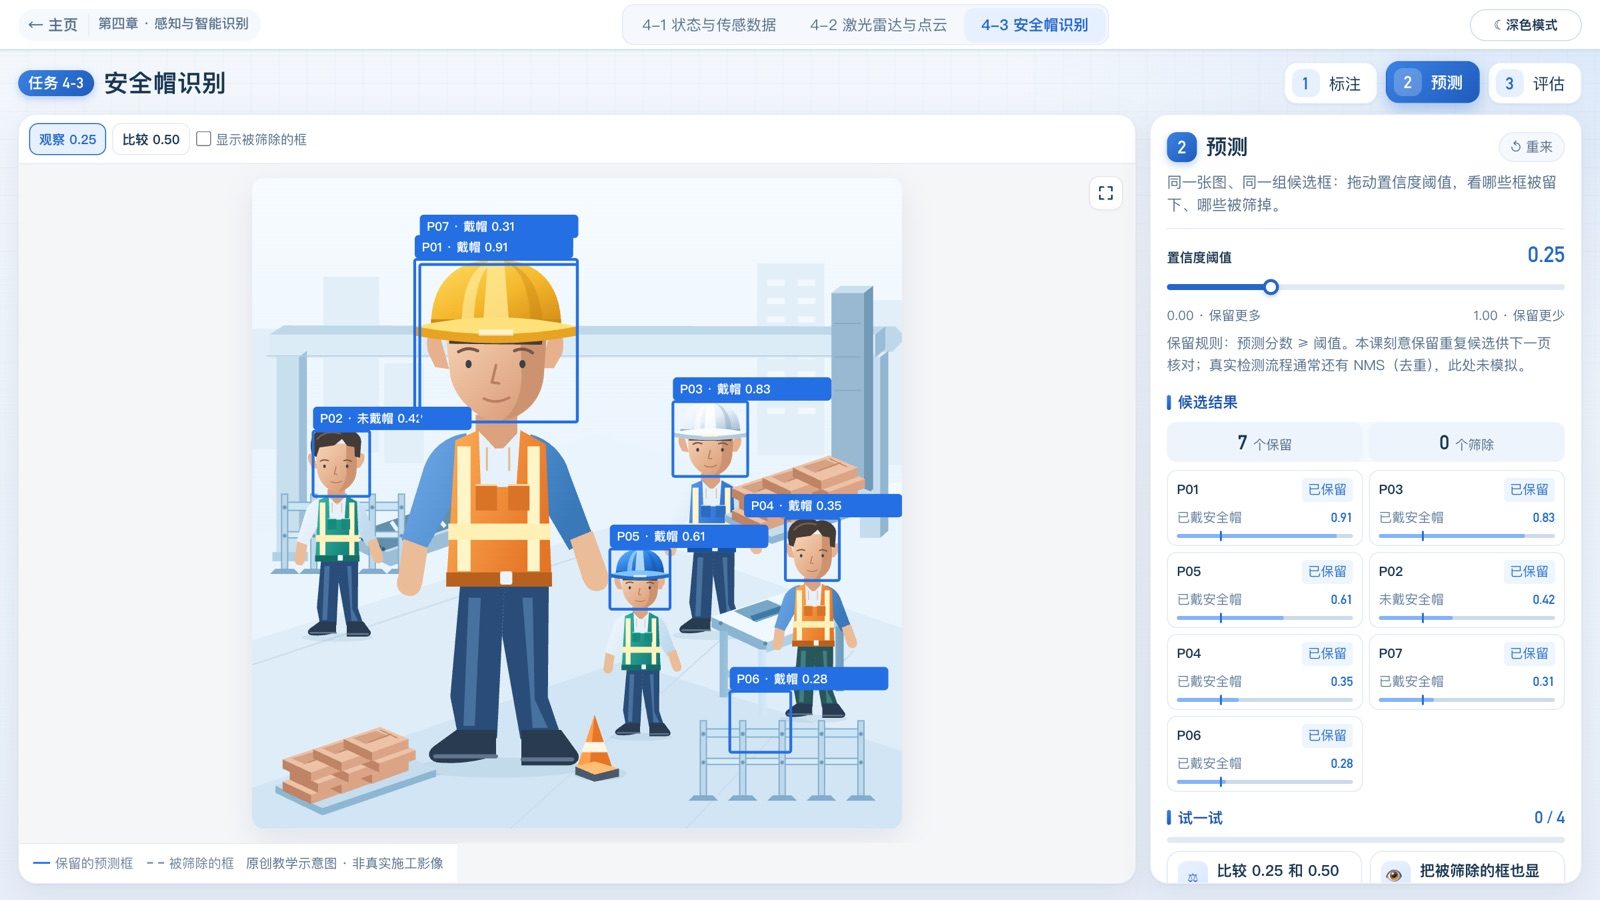 ← 主页 第四章 · 感知与智能识别
4-1 状态与传感数据 4-2 激光雷达与点云 4-3 安全帽识别
☾ 深色模式
任务 4-3 安全帽识别
1 标注 2 预测 3 评估
观察 0.25 比较 0.50 显示被筛除的框
P07 · 戴帽 0.31
P01 · 戴帽 0.91
P03 · 戴帽 0.83
P02 · 未戴帽 0.42
P04 · 戴帽 0.35
P05 · 戴帽 0.61
P06 · 戴帽 0.28
保留的预测框 被筛除的框 原创教学示意图 · 非真实施工影像
2 预测
↺ 重来
同一张图、同一组候选框：拖动置信度阈值，看哪些框被留
下、哪些被筛掉。
置信度阈值 0.25
0.00 · 保留更多 1.00 · 保留更少
保留规则：预测分数 ≥ 阈值。本课刻意保留重复候选供下一页
核对；真实检测流程通常还有 NMS（去重），此处未模拟。
候选结果
7 个保留 0 个筛除
P01 已保留
已戴安全帽 0.91
P03 已保留
已戴安全帽 0.83
P05 已保留
已戴安全帽 0.61
P02 已保留
未戴安全帽 0.42
P04 已保留
已戴安全帽 0.35
P07 已保留
已戴安全帽 0.31
P06 已保留
已戴安全帽 0.28
试一试 0 / 4
比较 0.25 和 0.50
把被筛除的框也显